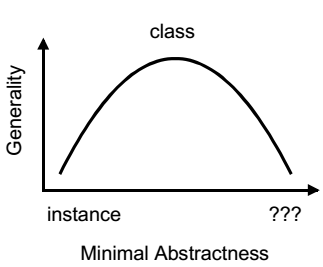 class
Generality
instance
???
Minimal Abstractness